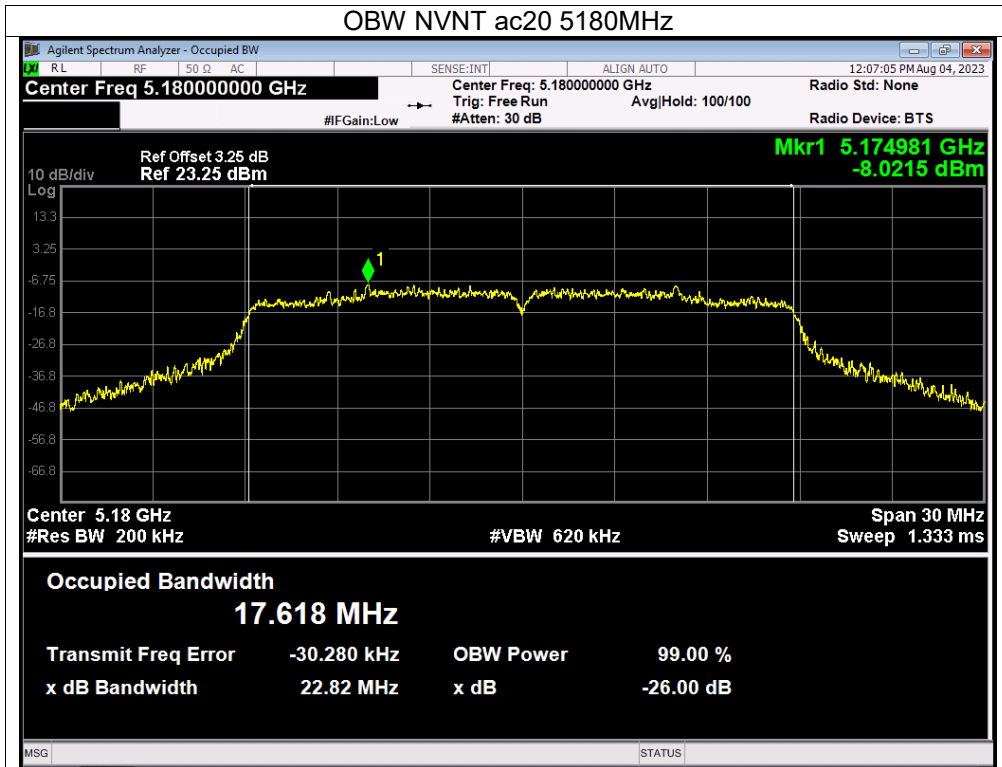 OBW NVNT ac20 5180MHz
Agilent Spectrum Analyzer - Occupied BW
LXI RL RF 50 Ω AC SENSE:INT ALIGN AUTO 12:07:05 PM Aug 04, 2023
Center Freq 5.180000000 GHz Center Freq: 5.180000000 GHz Radio Std: None
Trig: Free Run Avg|Hold: 100/100
#IFGain:Low #Atten: 30 dB Radio Device: BTS
Mkr1 5.174981 GHz
-8.0215 dBm
Ref Offset 3.25 dB
10 dB/div Ref 23.25 dBm
Log
13.3
3.25
1
-6.75
-16.8
-26.8
-36.8
-46.8
-56.8
-66.8
Center 5.18 GHz Span 30 MHz
#Res BW 200 kHz #VBW 620 kHz Sweep 1.333 ms
Occupied Bandwidth
17.618 MHz
Transmit Freq Error -30.280 kHz OBW Power 99.00 %
x dB Bandwidth 22.82 MHz x dB -26.00 dB
MSG STATUS